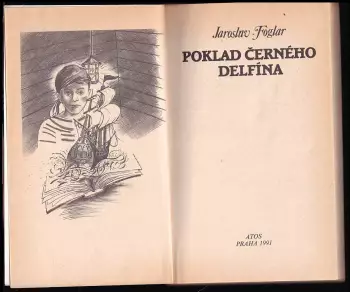 Jaroslav Foglar
POKLAD ČERNÉHO
DELFÍNA
ATOS
PRAHA 1991